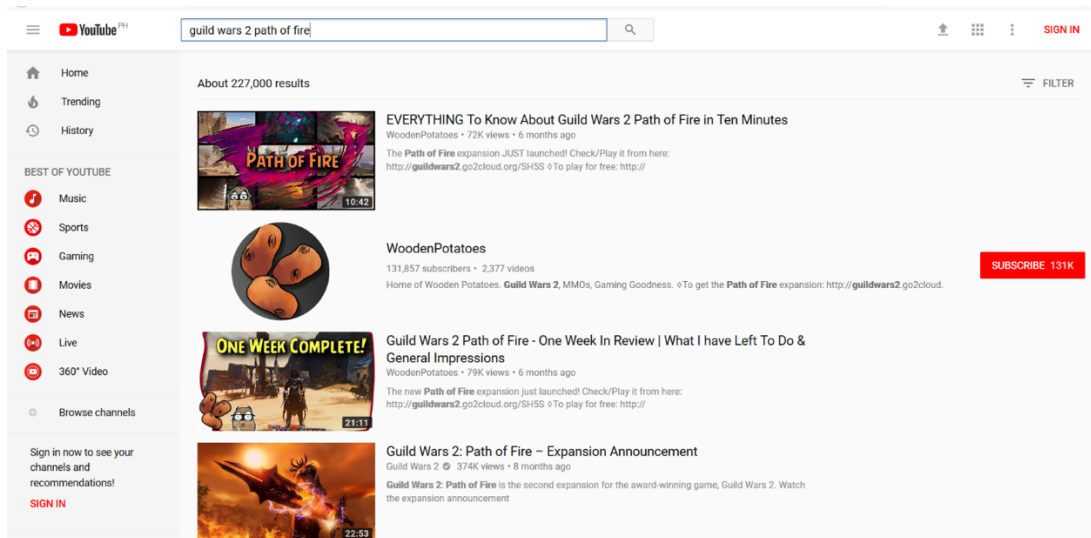 YouTube PH
guild wars 2 path of fire
SIGN IN
Home
Trending
History
BEST OF YOUTUBE
Music
Sports
Gaming
Movies
News
Live
360° Video
Browse channels
Sign in now to see your
channels and
recommendations!
SIGN IN
About 227,000 results
FILTER
PATH OF FIRE
10:42
EVERYTHING To Know About Guild Wars 2 Path of Fire in Ten Minutes
WoodenPotatoes • 72K views • 6 months ago
The Path of Fire expansion JUST launched! Check/Play it from here:
http://guildwars2.go2cloud.org/SH5S ◊To play for free: http://
WoodenPotatoes
131,857 subscribers • 2,377 videos
Home of Wooden Potatoes. Guild Wars 2, MMOs, Gaming Goodness. ◊To get the Path of Fire expansion: http://guildwars2.go2cloud.
SUBSCRIBE 131K
ONE WEEK COMPLETE!
21:11
Guild Wars 2 Path of Fire - One Week In Review | What I have Left To Do &
General Impressions
WoodenPotatoes • 79K views • 6 months ago
The new Path of Fire expansion just launched! Check/Play it from here:
http://guildwars2.go2cloud.org/SH5S ◊To play for free: http://
22:53
Guild Wars 2: Path of Fire – Expansion Announcement
Guild Wars 2 374K views • 8 months ago
Guild Wars 2: Path of Fire is the second expansion for the award-winning game, Guild Wars 2. Watch
the expansion announcement